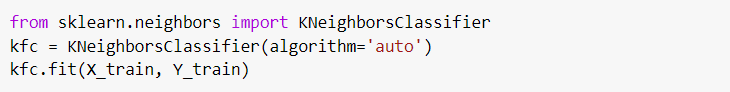 from sklearn.neighbors import KNeighborsClassifier
kfc = KNeighborsClassifier(algorithm='auto')
kfc.fit(X_train, Y_train)